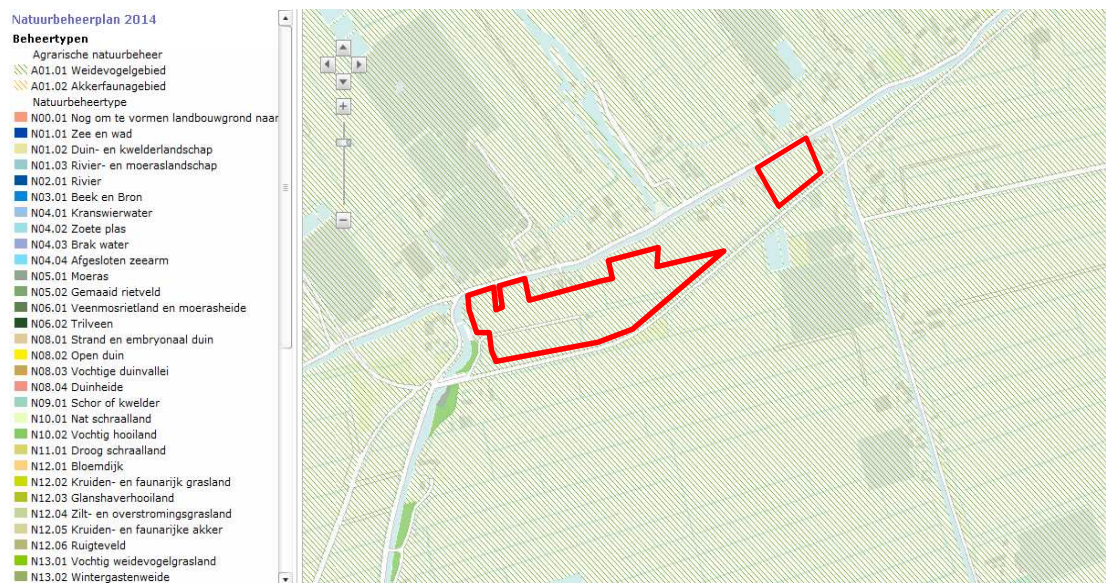 Natuurbeheerplan 2014
Beheertypen
Agrarische natuurbeheer
A01.01 Weidevogelgebied
A01.02 Akkerfaunagebied
Natuurbeheertype
N00.01 Nog om te vormen landbouwgrond naar
N01.01 Zee en wad
N01.02 Duin- en kwelderlandschap
N01.03 Rivier- en moeraslandschap
N02.01 Rivier
N03.01 Beek en Bron
N04.01 Kranswierwater
N04.02 Zoete plas
N04.03 Brak water
N04.04 Afgesloten zeearm
N05.01 Moeras
N05.02 Gemaaid rietveld
N06.01 Veenmosrietland en moerasheide
N06.02 Trilveen
N08.01 Strand en embryonaal duin
N08.02 Open duin
N08.03 Vochtige duinvallei
N08.04 Duinheide
N09.01 Schor of kwelder
N10.01 Nat schraalland
N10.02 Vochtig hooiland
N11.01 Droog schraalland
N12.01 Bloemdijk
N12.02 Kruiden- en faunarijk grasland
N12.03 Glanshaverhooiland
N12.04 Zilt- en overstromingsgrasland
N12.05 Kruiden- en faunarijke akker
N12.06 Ruigteveld
N13.01 Vochtig weidevogelgrasland
N13.02 Wintergastenweide